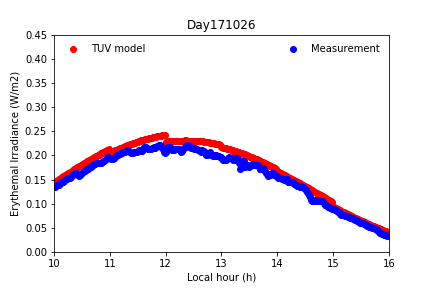 Day171026
TUV model
Measurement
Erythemal Irradiance (W/m2)
0.45
0.40
0.35
0.30
0.25
0.20
0.15
0.10
0.05
0.00
10 11 12 13 14 15 16
Local hour (h)